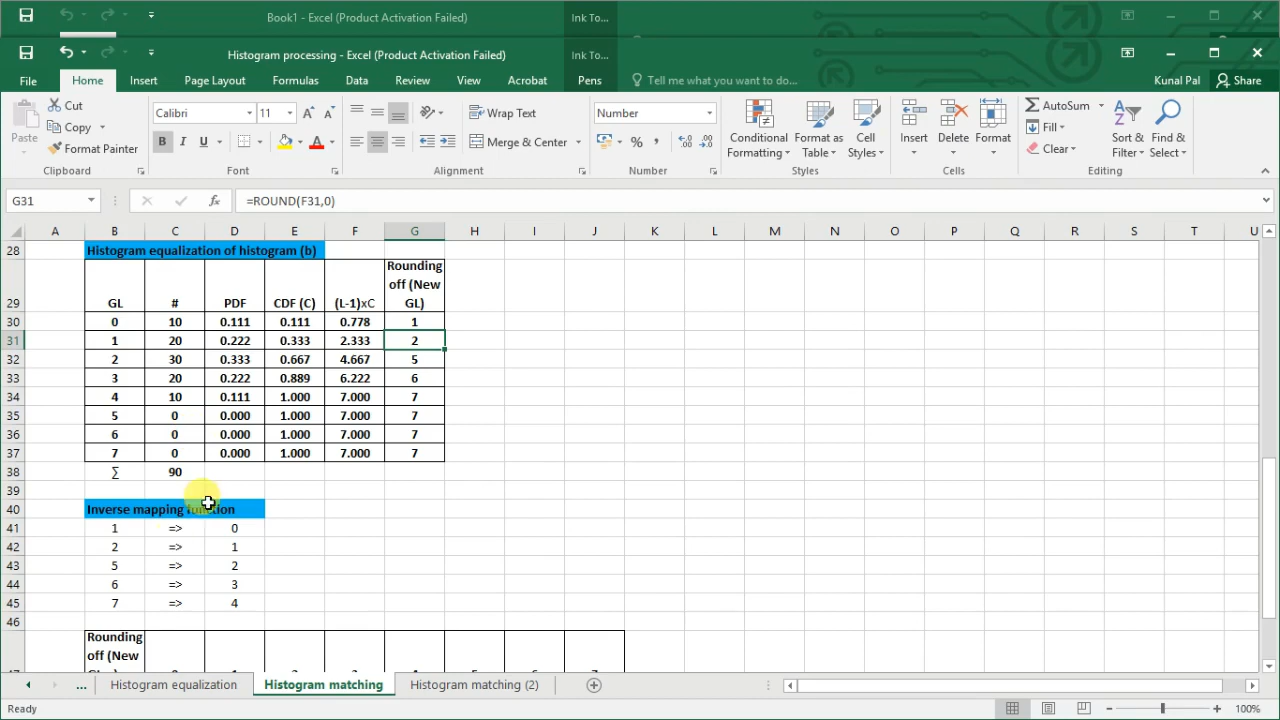 Book1 - Excel (Product Activation Failed) Ink To...
Histogram processing - Excel (Product Activation Failed) Ink To...
File Home Insert Page Layout Formulas Data Review View Acrobat Pens Tell me what you want to do... Kunal Pal Share
Paste Cut Copy Format Painter Clipboard
Calibri 11 B I U Font
Wrap Text Merge & Center Alignment
Number % , Number
Conditional Formatting Format as Table Cell Styles Styles
Insert Delete Format Cells
AutoSum Fill Clear Sort & Filter Find & Select Editing
G31 fx =ROUND(F31,0)
A B C D E F G H I J K L M N O P Q R S T U
28 Histogram equalization of histogram (b)
29 GL # PDF CDF (C) (L-1)xC Rounding off (New GL)
30 0 10 0.111 0.111 0.778 1
31 1 20 0.222 0.333 2.333 2
32 2 30 0.333 0.667 4.667 5
33 3 20 0.222 0.889 6.222 6
34 4 10 0.111 1.000 7.000 7
35 5 0 0.000 1.000 7.000 7
36 6 0 0.000 1.000 7.000 7
37 7 0 0.000 1.000 7.000 7
38 ∑ 90
39
40 Inverse mapping function
41 1 => 0
42 2 => 1
43 5 => 2
44 6 => 3
45 7 => 4
46
Rounding
off (New
... Histogram equalization Histogram matching Histogram matching (2)
Ready 100%